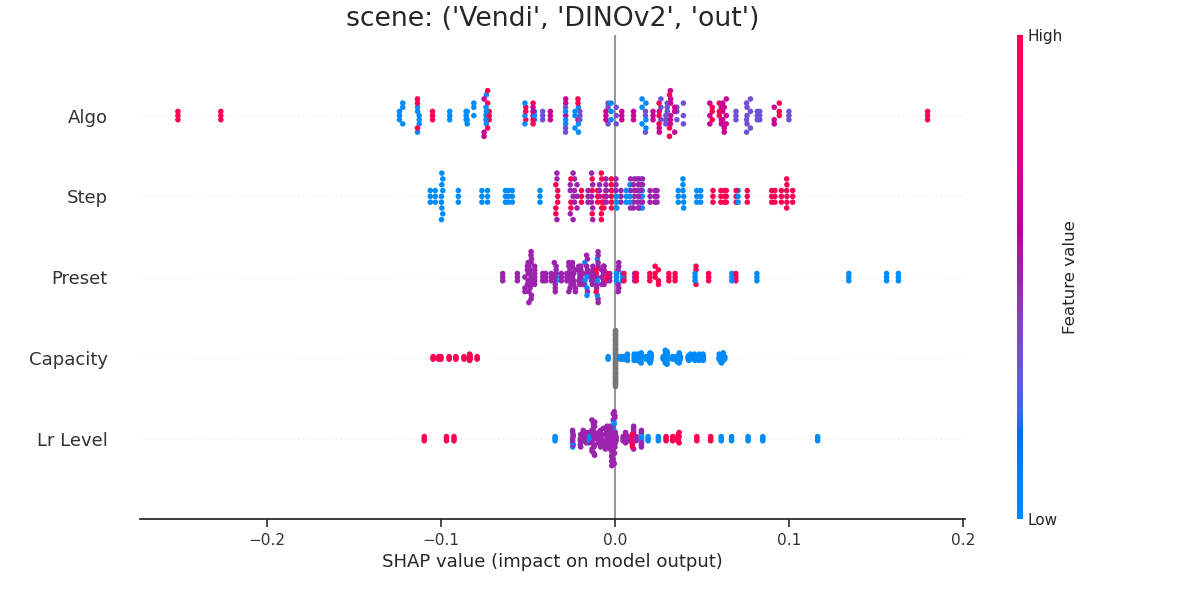 scene: ('Vendi', 'DINOv2', 'out')
High
Algo
Step
Preset
Capacity
Lr Level
Feature value
Low
−0.2
−0.1
0.0
0.1
0.2
SHAP value (impact on model output)